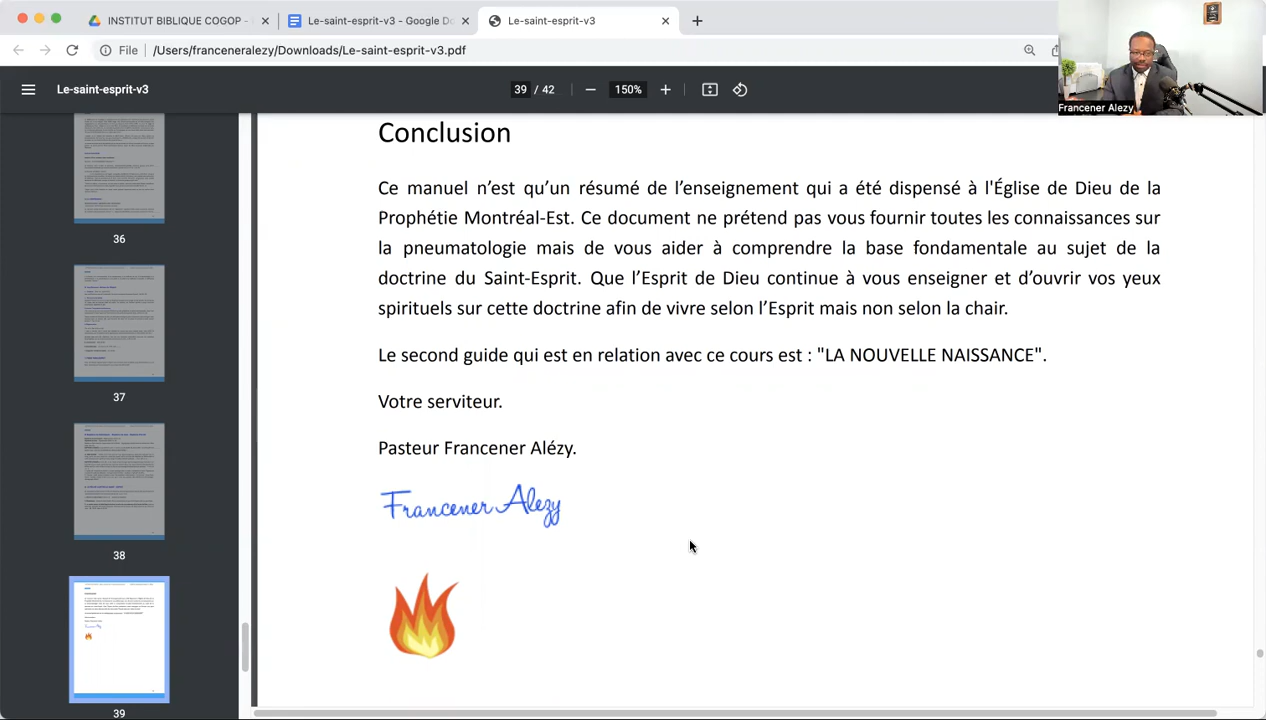 INSTITUT BIBLIQUE COGOP -
Le-saint-esprit-v3 - Google Do
Le-saint-esprit-v3
File
/Users/franceneralezy/Downloads/Le-saint-esprit-v3.pdf
Le-saint-esprit-v3
39 / 42
150%
Francener Alezy
36
37
38
39
Conclusion
Ce manuel n’est qu’un résumé de l’enseignement qui a été dispensé à l'Église de Dieu de la
Prophétie Montréal-Est. Ce document ne prétend pas vous fournir toutes les connaissances sur
la pneumatologie mais de vous aider à comprendre la base fondamentale au sujet de la
doctrine du Saint-Esprit. Que l’Esprit de Dieu continue à vous enseigner et d’ouvrir vos yeux
spirituels sur cette doctrine afin de vivre selon l’Esprit mais non selon la chair.
Le second guide qui est en relation avec ce cours est : "LA NOUVELLE NAISSANCE".
Votre serviteur.
Pasteur Francener Alézy.
Francener Alezy